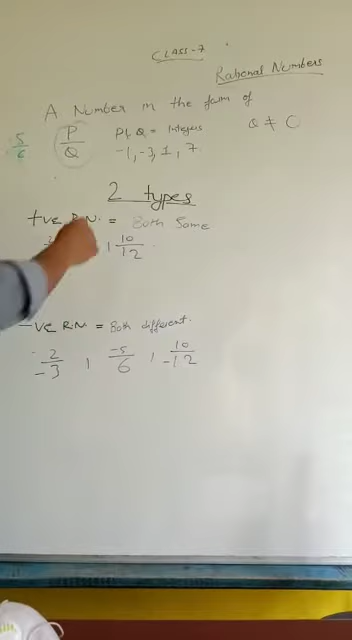 CLASS-7
Rational Numbers
A Number in the form of
5/6 P/Q P, Q = Integers Q ≠ 0
-1, -3, 1, 7
2 types
+ve R.N. = Both Same
, 10/12
-ve R.N = Both different.
2/-3 , -5/6 , 10/-12